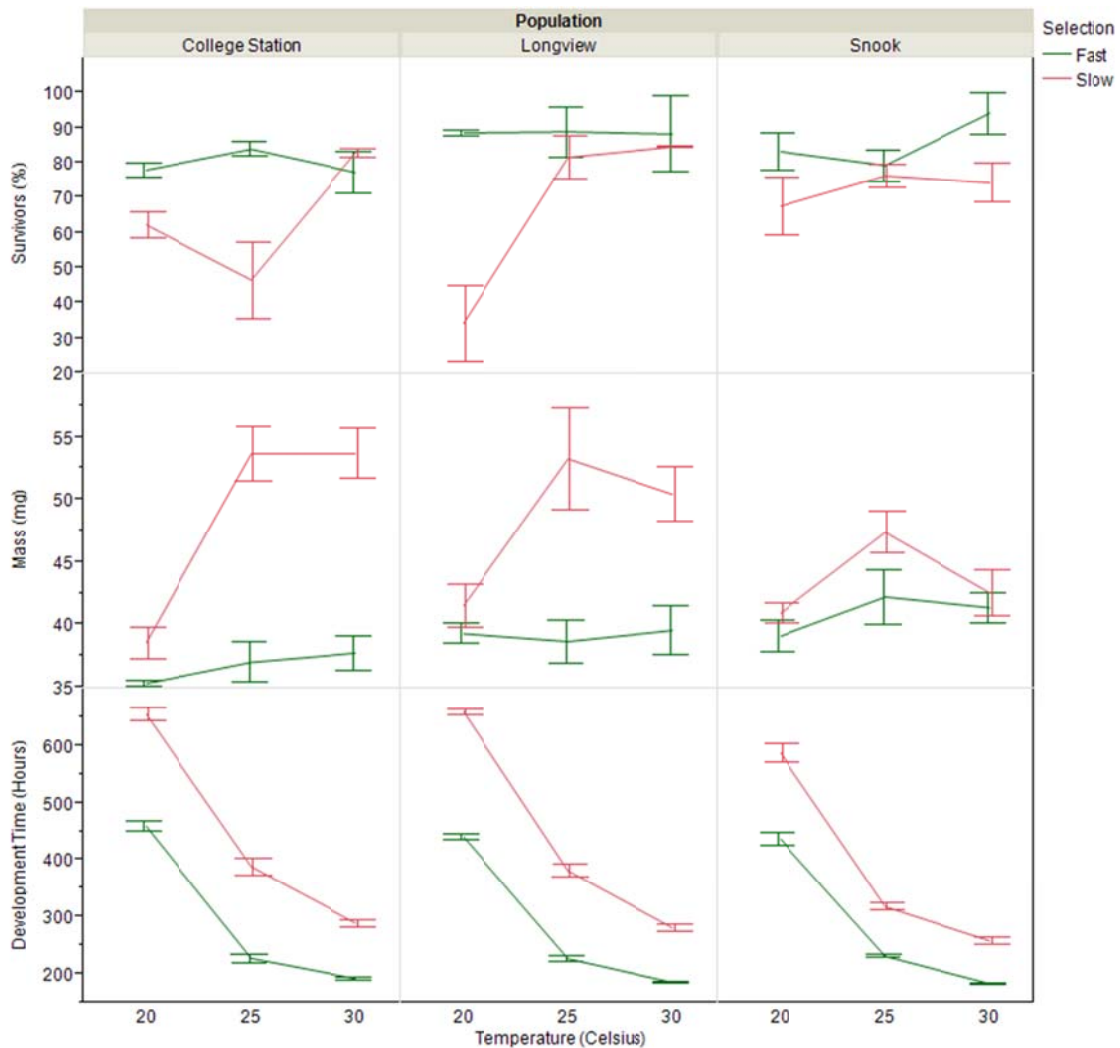 Population
College Station Longview Snook
Selection
Fast
Slow
Survivors (%)
100
90
80
70
60
50
40
30
20
Mass (mg)
55
50
45
40
35
Development Time (Hours)
600
500
400
300
200
20 25 30 20 25 30 20 25 30
Temperature (Celsius)